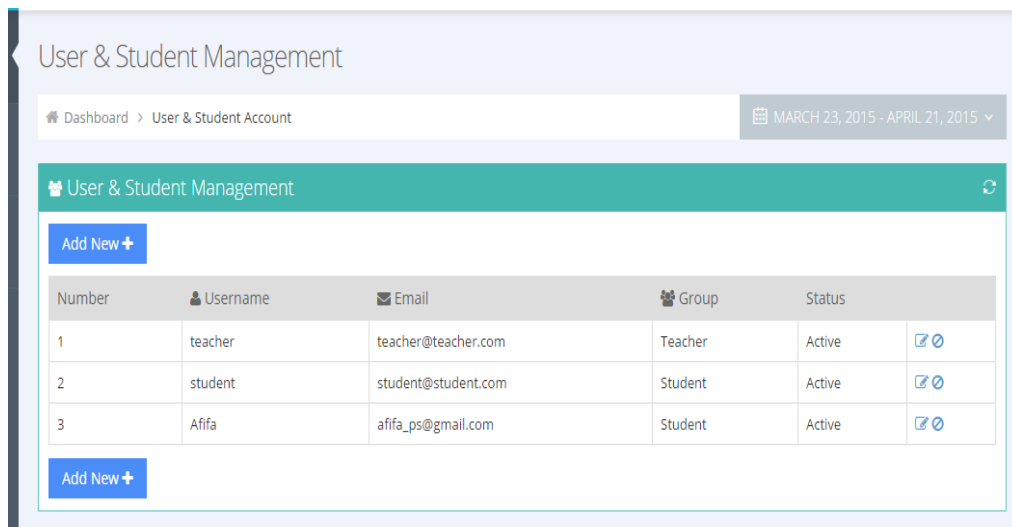 User & Student Management
Dashboard > User & Student Account
MARCH 23, 2015 - APRIL 21, 2015
User & Student Management
Add New +
Number Username Email Group Status
1 teacher teacher@teacher.com Teacher Active
2 student student@student.com Student Active
3 Afifa afifa_ps@gmail.com Student Active
Add New +